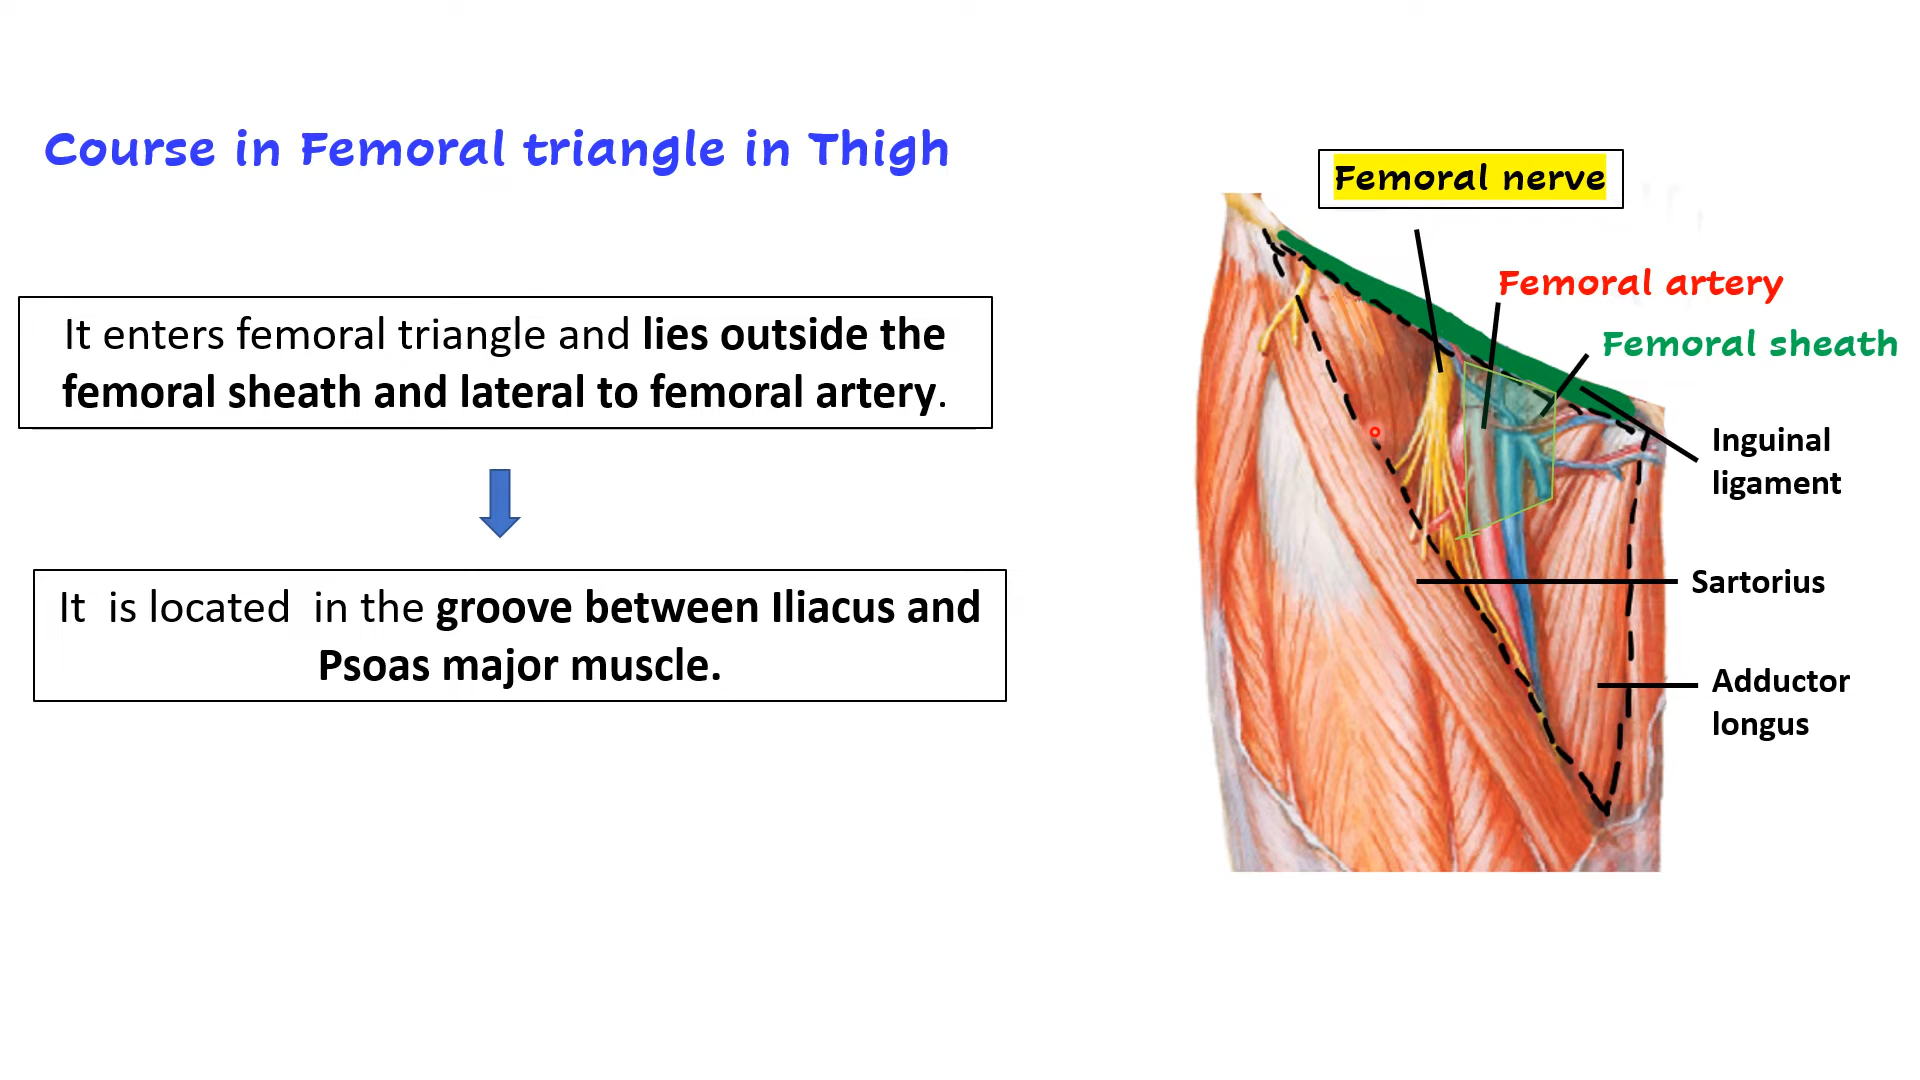 Course in Femoral triangle in Thigh
It enters femoral triangle and lies outside the
femoral sheath and lateral to femoral artery.
It is located in the groove between Iliacus and
Psoas major muscle.
Femoral nerve
Femoral artery
Femoral sheath
Inguinal
ligament
Sartorius
Adductor
longus